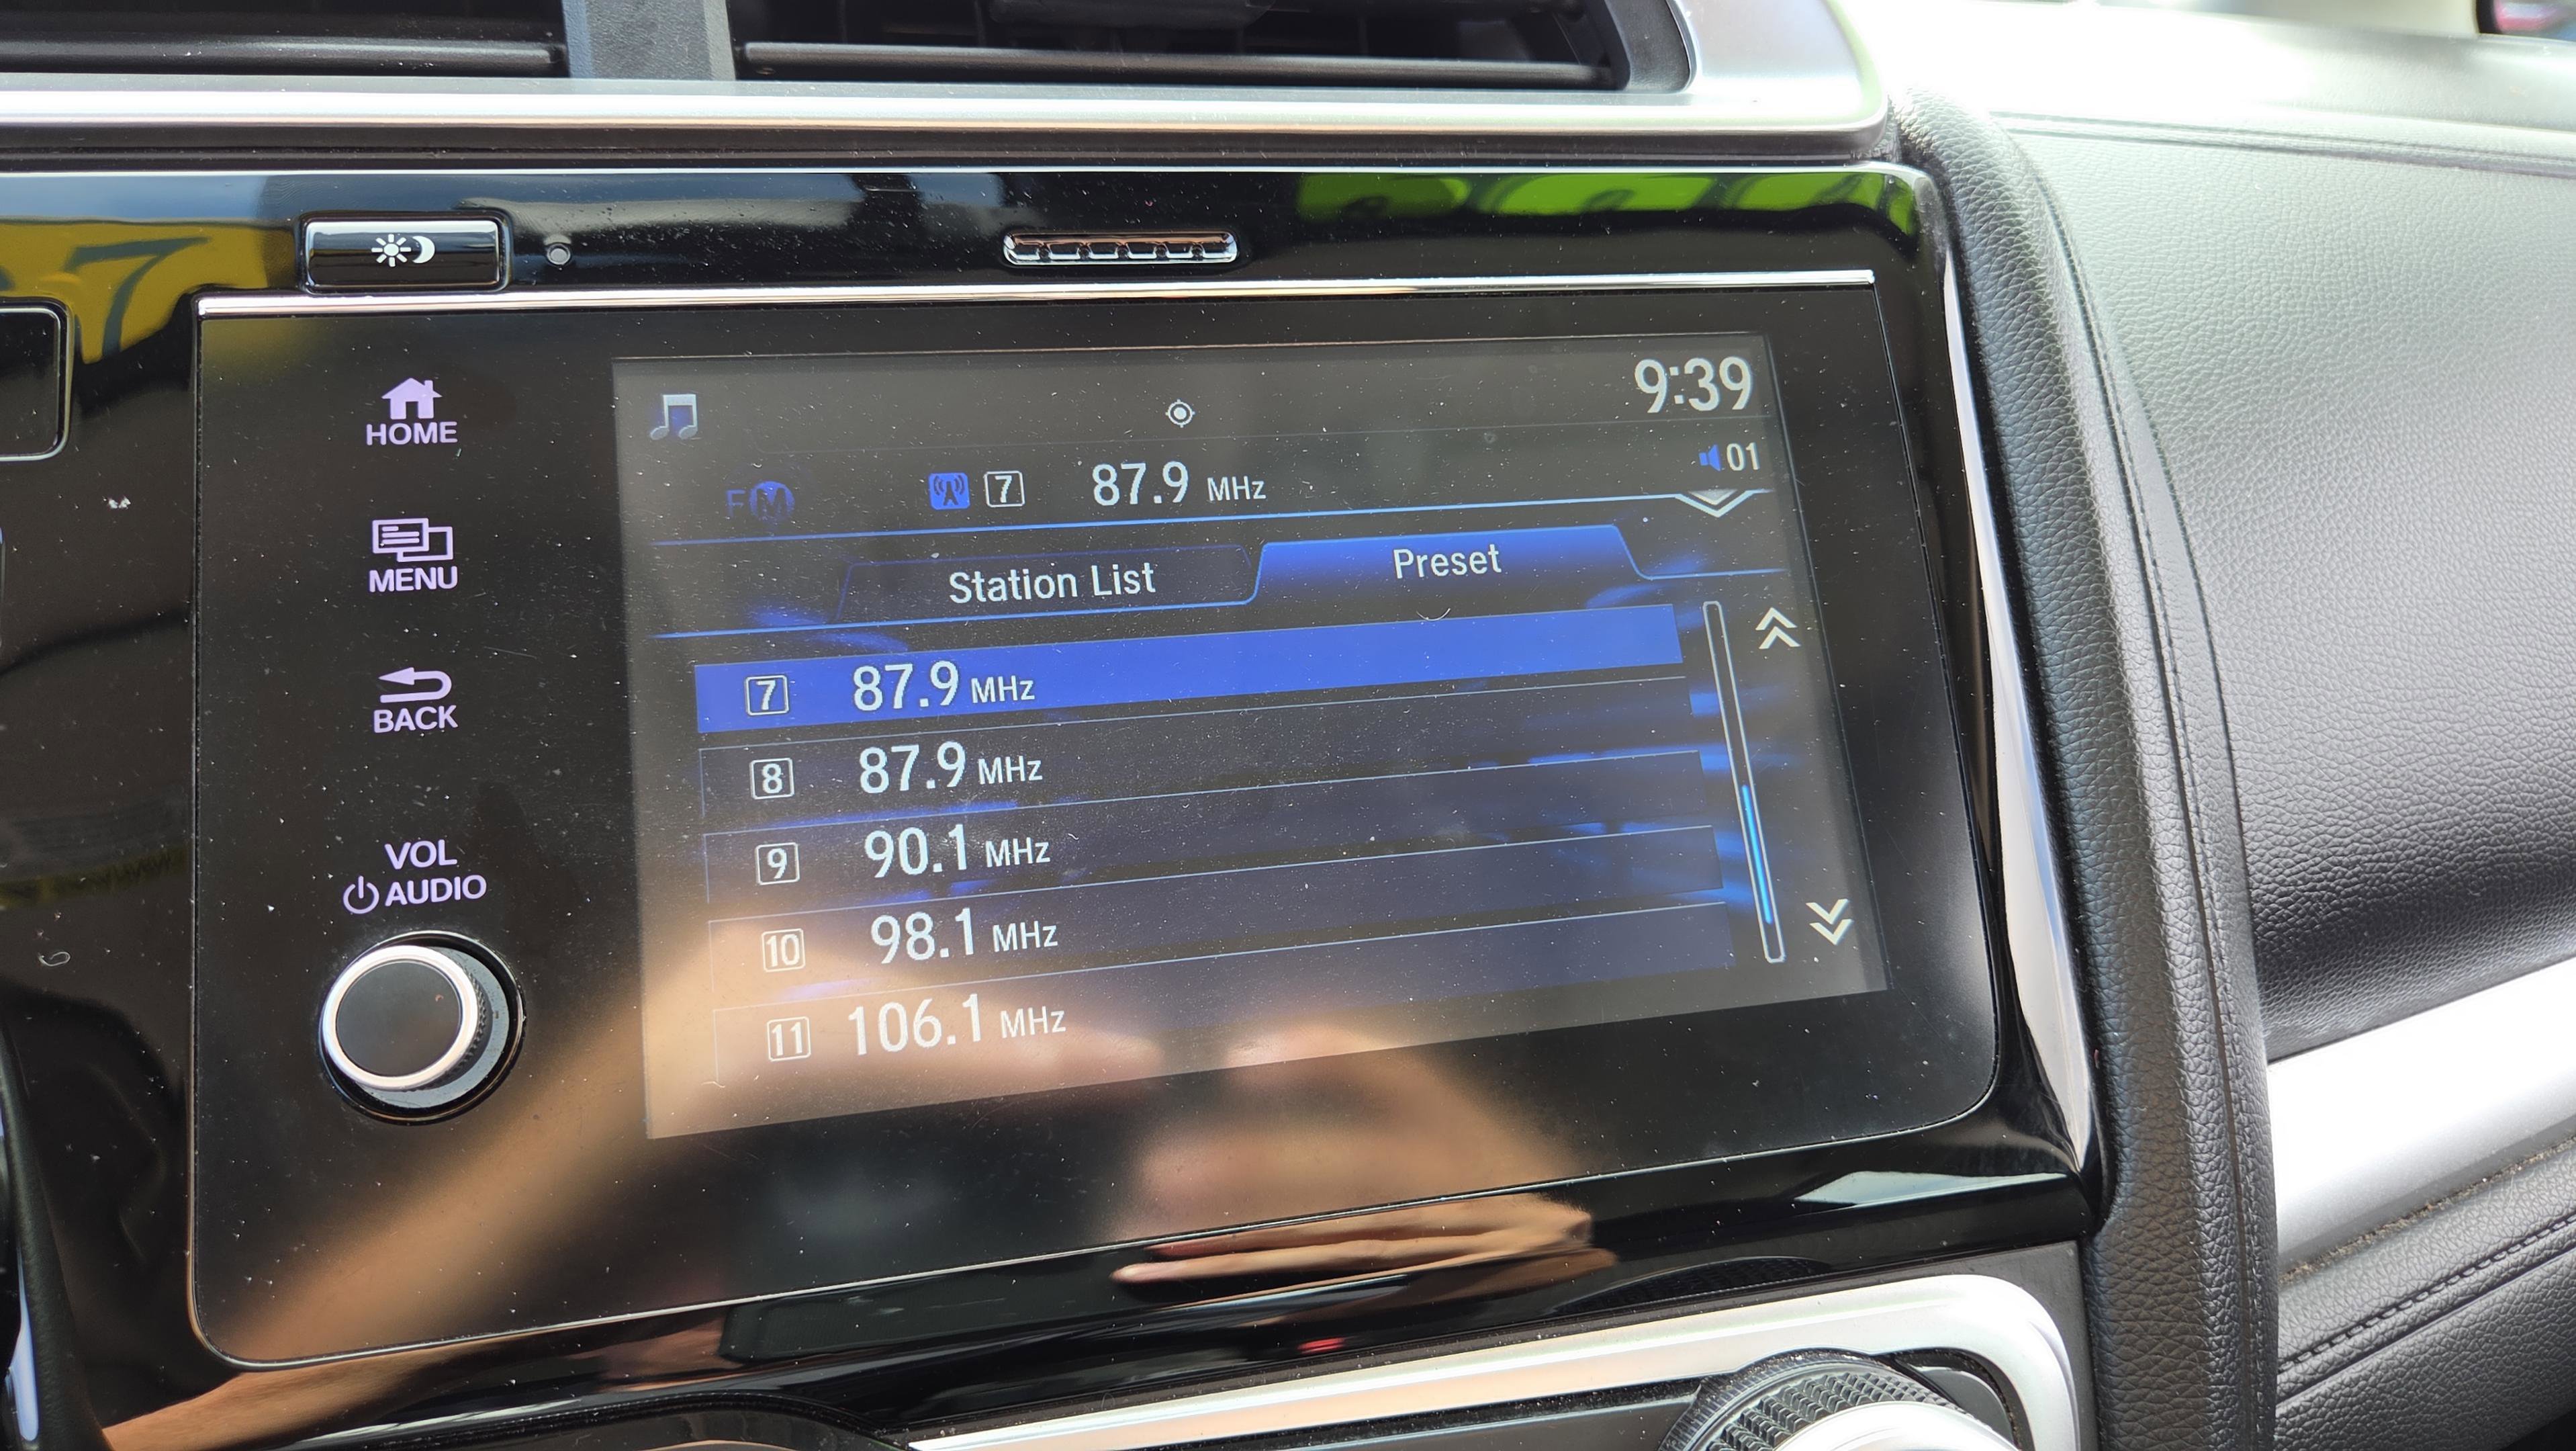 HOME
MENU
BACK
VOL
AUDIO
9:39
01
FM 7 87.9 MHz
Station List Preset
7 87.9 MHz
8 87.9 MHz
9 90.1 MHz
10 98.1 MHz
11 106.1 MHz